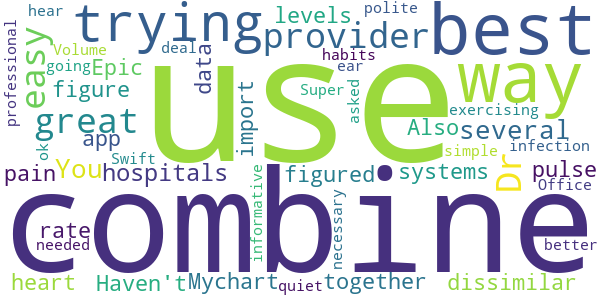 hear
polite
trying
levels
best
professional
provider
Volume
deal
habits
going
Epic
ear
easy
data
use
way
figure
Super
asked
import
exercising
great
Also
several
app
ok
Swift
simple
infection
pain
You
hospitals
informative
figured
systems
Dr
pulse
Office
combine
rate
necessary
needed
better
heart
Haven't
Mychart
quiet
together
dissimilar